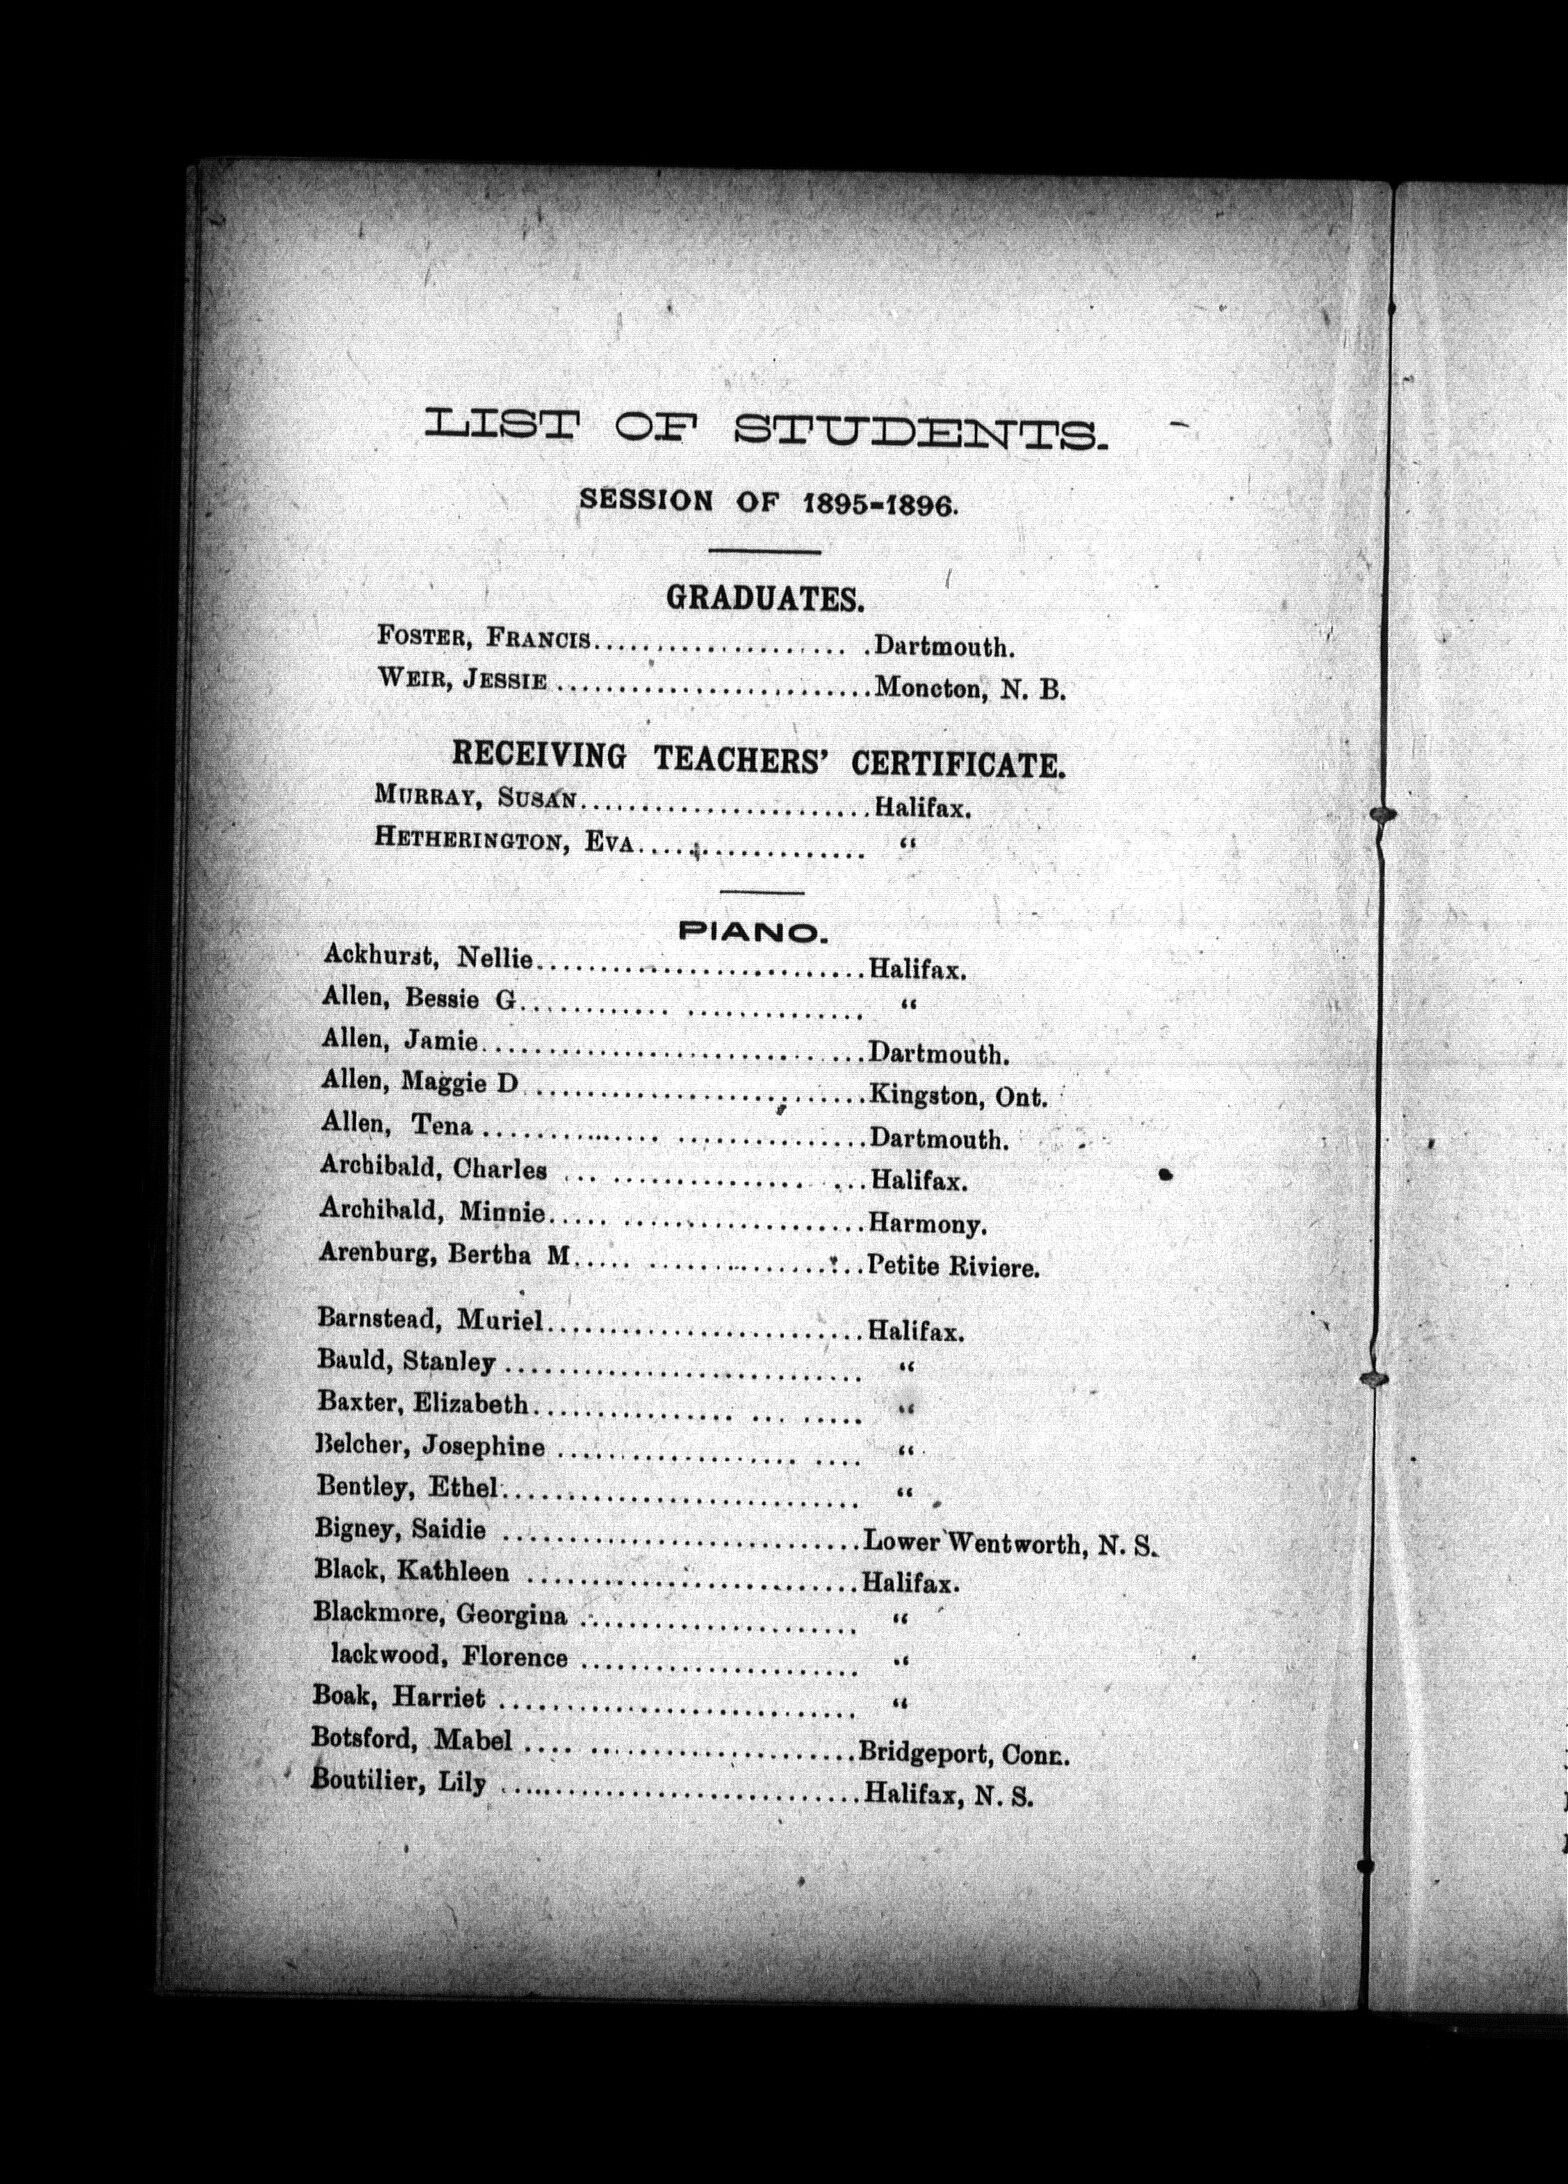 LIST OF STUDENTS.
SESSION OF 1895-1896.
GRADUATES.
FOSTER, FRANCIS.................... .Dartmouth.
WEIR, JESSIE .........................Moncton, N. B.
RECEIVING TEACHERS' CERTIFICATE.
MURRAY, SUSAN.......................Halifax.
HETHERINGTON, EVA.................. “
PIANO.
Ackhurst, Nellie..........................Halifax.
Allen, Bessie G............ .............. “
Allen, Jamie..............................Dartmouth.
Allen, Maggie D ..........................Kingston, Ont.
Allen, Tena .............. ...............Dartmouth.
Archibald, Charles ... ............... ...Halifax.
Archibald, Minnie..... ...................Harmony.
Arenburg, Bertha M..... .................Petite Riviere.
Barnstead, Muriel.........................Halifax.
Bauld, Stanley ............................ “
Baxter, Elizabeth................ ... ..... “
Belcher, Josephine ................... .... “
Bentley, Ethel............................ “
Bigney, Saidie ............................Lower Wentworth, N. S.
Black, Kathleen ..........................Halifax.
Blackmore, Georgina ...................... “
lackwood, Florence ...................... “
Boak, Harriet ............................ “
Botsford, Mabel .... .....................Bridgeport, Conn.
Boutilier, Lily ............................Halifax, N. S.